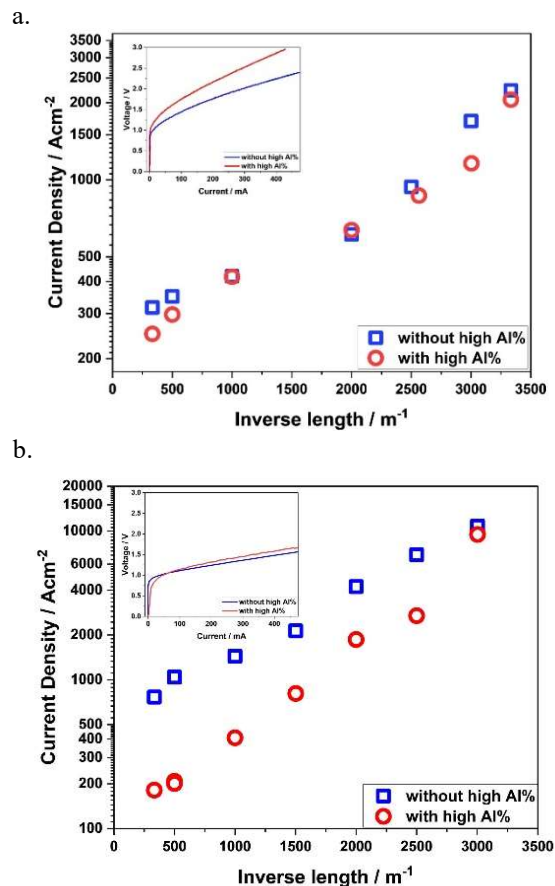 a.
Current Density / Acm-2
3000
2500
2000
1500
1000
500
400
300
200
0 500 1000 1500 2000 2500 3000 3500
Inverse length / m-1
Voltage / V
3.0
2.5
2.0
1.5
1.0
0.5
0.0
0 100 200 300 400
Current / mA
without high Al%
with high Al%
without high Al%
with high Al%
b.
Current Density / Acm-2
20000
15000
10000
6000
4000
2000
1000
500
400
300
200
100
0 500 1000 1500 2000 2500 3000 3500
Inverse length / m-1
Voltage / V
3.0
2.5
2.0
1.5
1.0
0.5
0.0
0 100 200 300 400
Current / mA
without high Al%
with high Al%
without high Al%
with high Al%